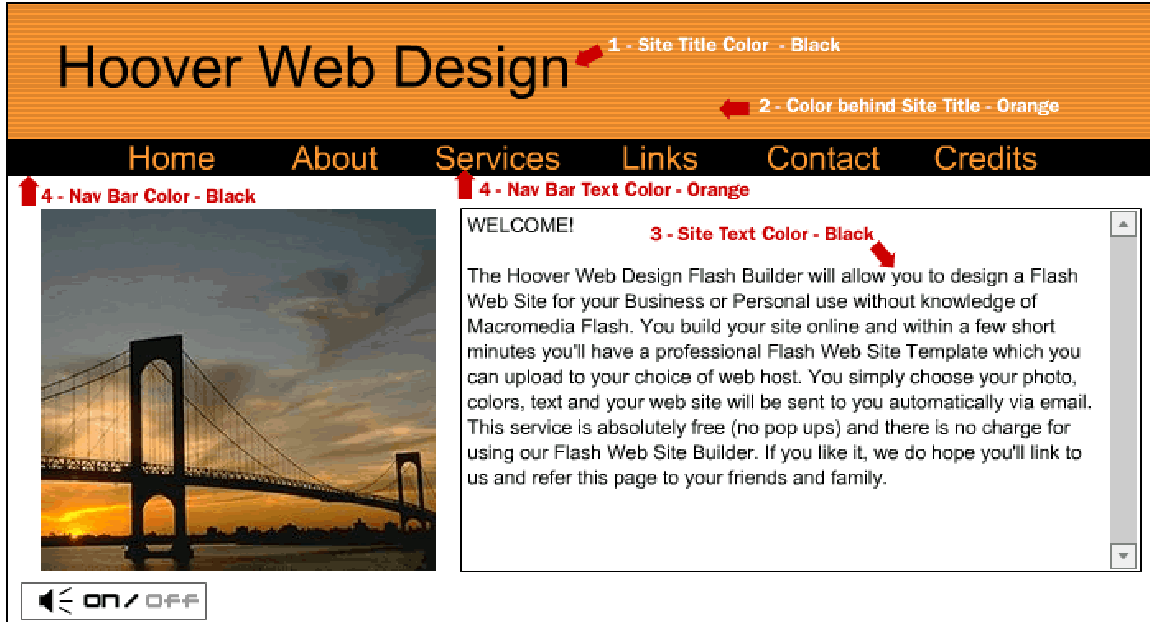 Hoover Web Design
1 - Site Title Color - Black
2 - Color behind Site Title - Orange
Home About Services Links Contact Credits
4 - Nav Bar Color - Black
4 - Nav Bar Text Color - Orange
WELCOME!
3 - Site Text Color - Black
The Hoover Web Design Flash Builder will allow you to design a Flash
Web Site for your Business or Personal use without knowledge of
Macromedia Flash. You build your site online and within a few short
minutes you'll have a professional Flash Web Site Template which you
can upload to your choice of web host. You simply choose your photo,
colors, text and your web site will be sent to you automatically via email.
This service is absolutely free (no pop ups) and there is no charge for
using our Flash Web Site Builder. If you like it, we do hope you'll link to
us and refer this page to your friends and family.
ON / OFF